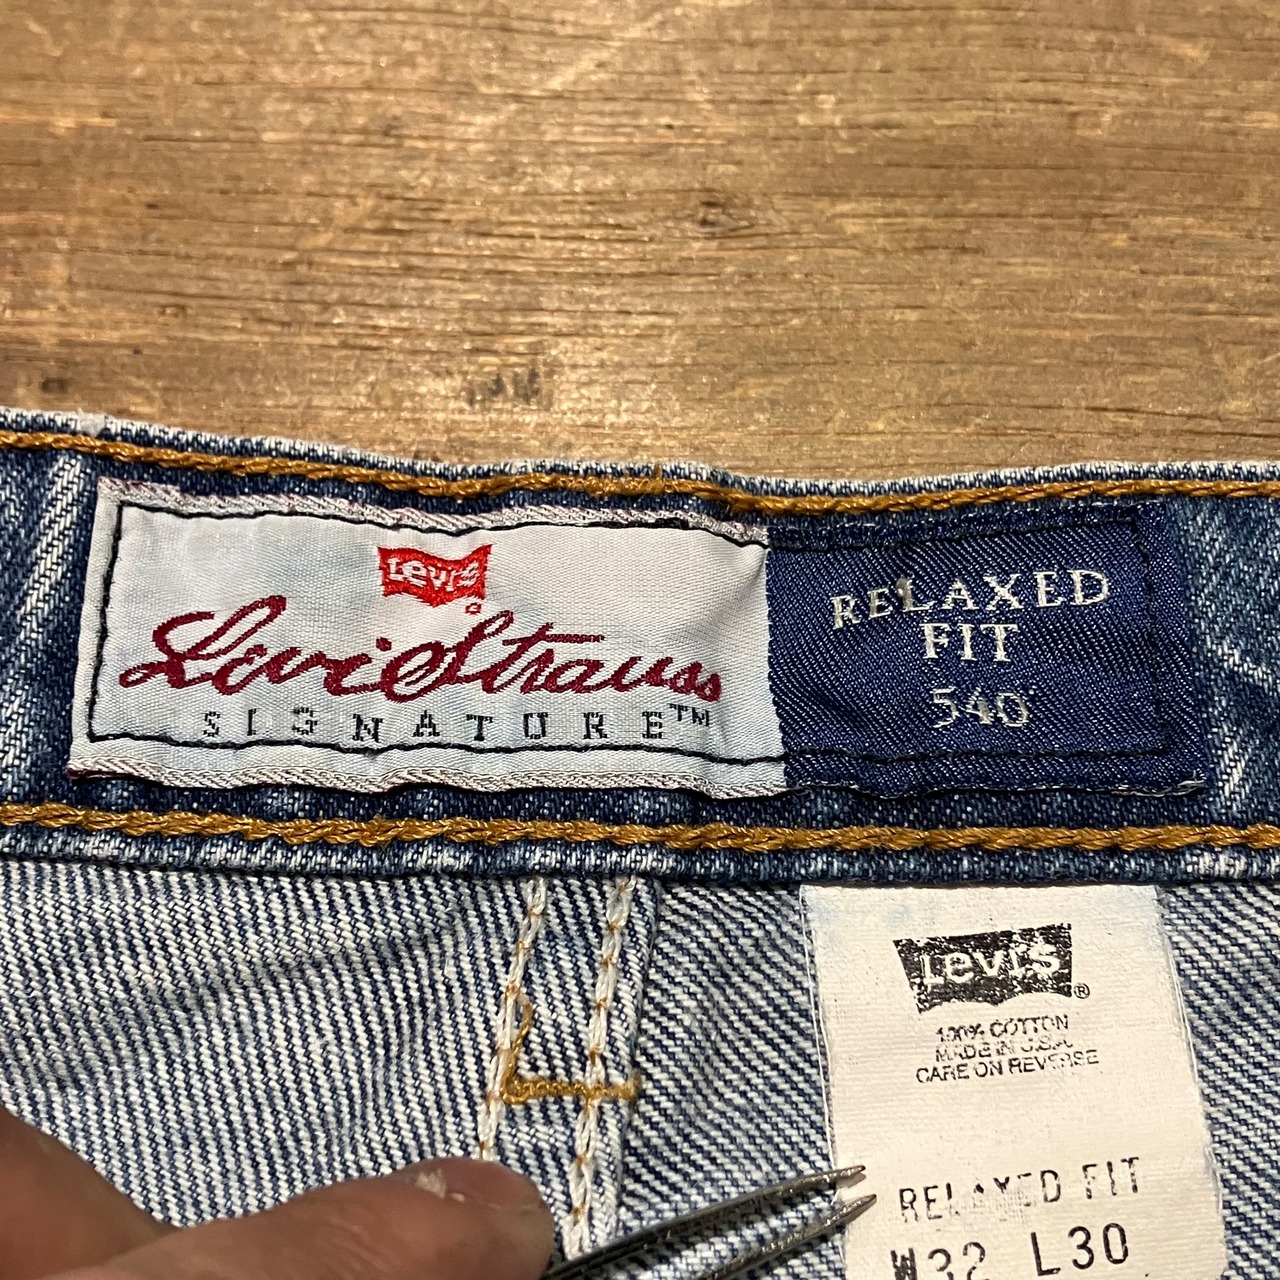 Levi's
®
Levi Strauss
SIGNATURE™
RELAXED
FIT
540
Levi's®
100% COTTON
MADE IN U.S.A.
CARE ON REVERSE
RELAXED FIT
W32 L30